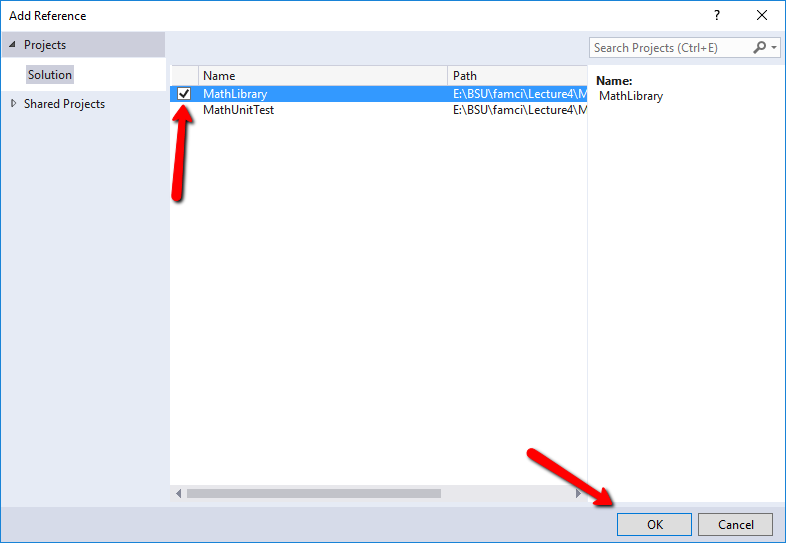 Add Reference
?
Projects
Search Projects (Ctrl+E)
Solution
Name Path
Name:
MathLibrary E:\BSU\famci\Lecture4\M
MathLibrary
Shared Projects
MathUnitTest E:\BSU\famci\Lecture4\M
OK Cancel